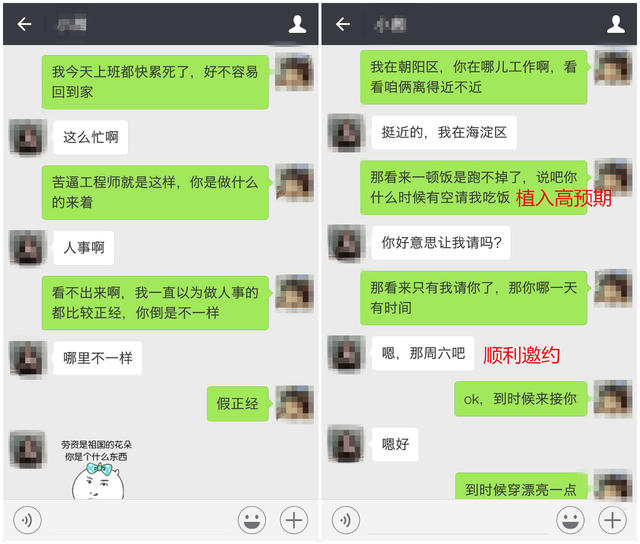 我今天上班都快累死了，好不容易
回到家
这么忙啊
苦逼工程师就是这样，你是做什么
的来着
人事啊
看不出来啊，我一直以为做人事的
都比较正经，你倒是不一样
哪里不一样
假正经
劳资是祖国的花朵
你是个什么东西
我在朝阳区，你在哪儿工作啊，看
看咱俩离得近不近
挺近的，我在海淀区
那看来一顿饭是跑不掉了，说吧你
什么时候有空请我吃饭
植入高预期
你好意思让我请吗？
那看来只有我请你了，那你哪一天
有时间
嗯，那周六吧
顺利邀约
ok，到时候来接你
嗯好
到时候穿漂亮一点